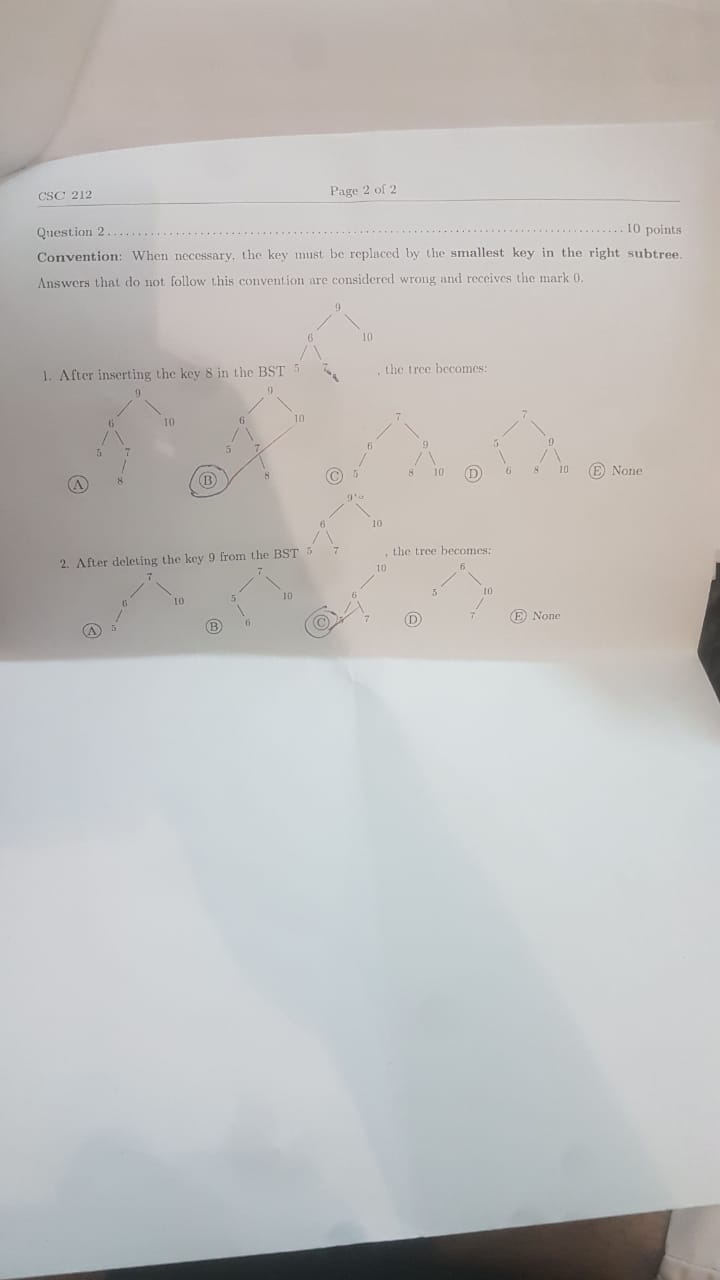 CSC 212
Page 2 of 2
Question 2 . . . . . . . . . . . . . . . . . . . . . . . . . . . . . . . . . . . . . . . . . . . . . . . . . . . . . . . . . . . . . . . . . . . . . . . . . . . . . . . . . . . . . . 10 points
Convention: When necessary, the key must be replaced by the smallest key in the right subtree.
Answers that do not follow this convention are considered wrong and receives the mark 0.
9
6 10
1. After inserting the key 8 in the BST 5 7 , the tree becomes:
9 9
6 10 6 10 7 7
5 7 5 7 6 9 5 9
A 8 B 8 C 5 8 10 D 6 8 10 E None
9
6 10
2. After deleting the key 9 from the BST 5 7 , the tree becomes:
7 7 10 6
6 10 5 10 6 5 10
A 5 B 6 C 5 7 D 7 E None